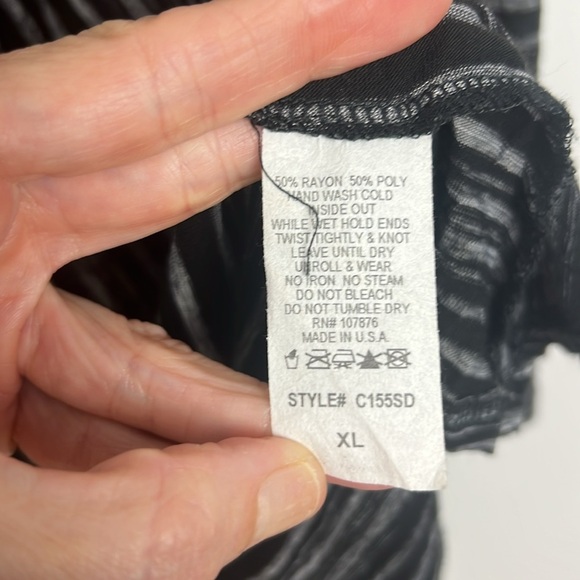 50% RAYON 50% POLY
HAND WASH COLD
INSIDE OUT
WHILE WET HOLD ENDS
TWIST TIGHTLY & KNOT
LEAVE UNTIL DRY
UNROLL & WEAR
NO IRON NO STEAM
DO NOT BLEACH
DO NOT TUMBLE DRY
RN# 107876
MADE IN U.S.A.
STYLE# C155SD
XL